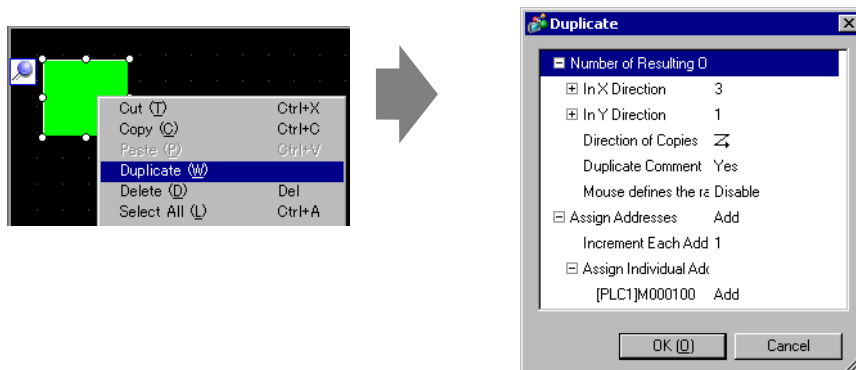 Cut (T) Ctrl+X
Copy (C) Ctrl+C
Paste (P) Ctrl+V
Duplicate (W)
Delete (D) Del
Select All (L) Ctrl+A
Duplicate
Number of Resulting O
In X Direction 3
In Y Direction 1
Direction of Copies
Duplicate Comment Yes
Mouse defines the ra Disable
Assign Addresses Add
Increment Each Add 1
Assign Individual Add
[PLC1]M000100 Add
OK (O) Cancel